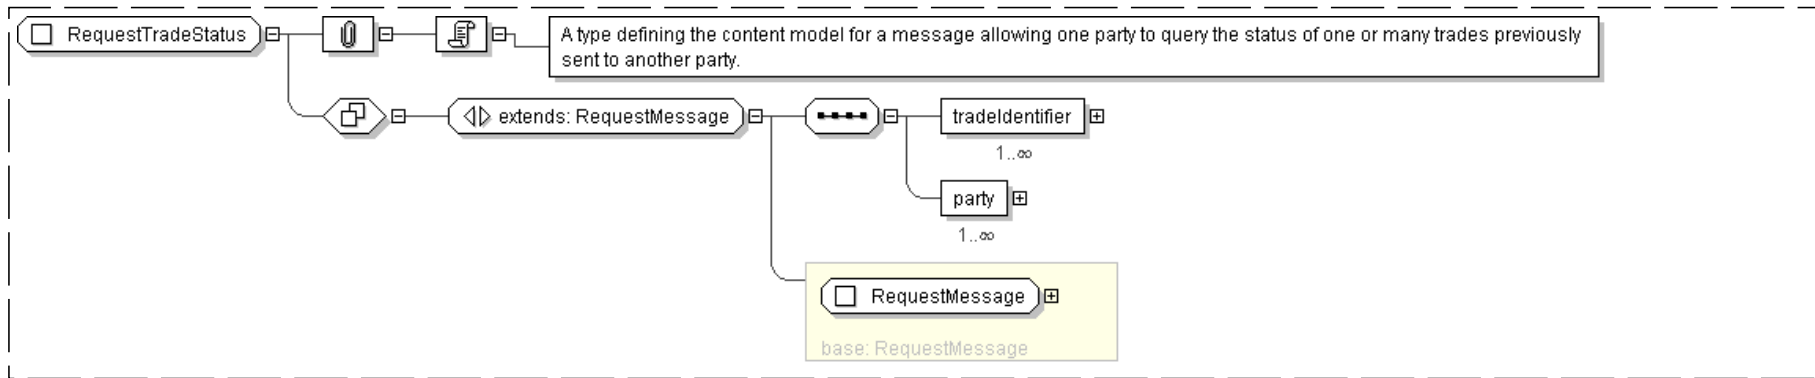 RequestTradeStatus
A type defining the content model for a message allowing one party to query the status of one or many trades previously
sent to another party.
extends: RequestMessage
tradeIdentifier
1..∞
party
1..∞
RequestMessage
base: RequestMessage